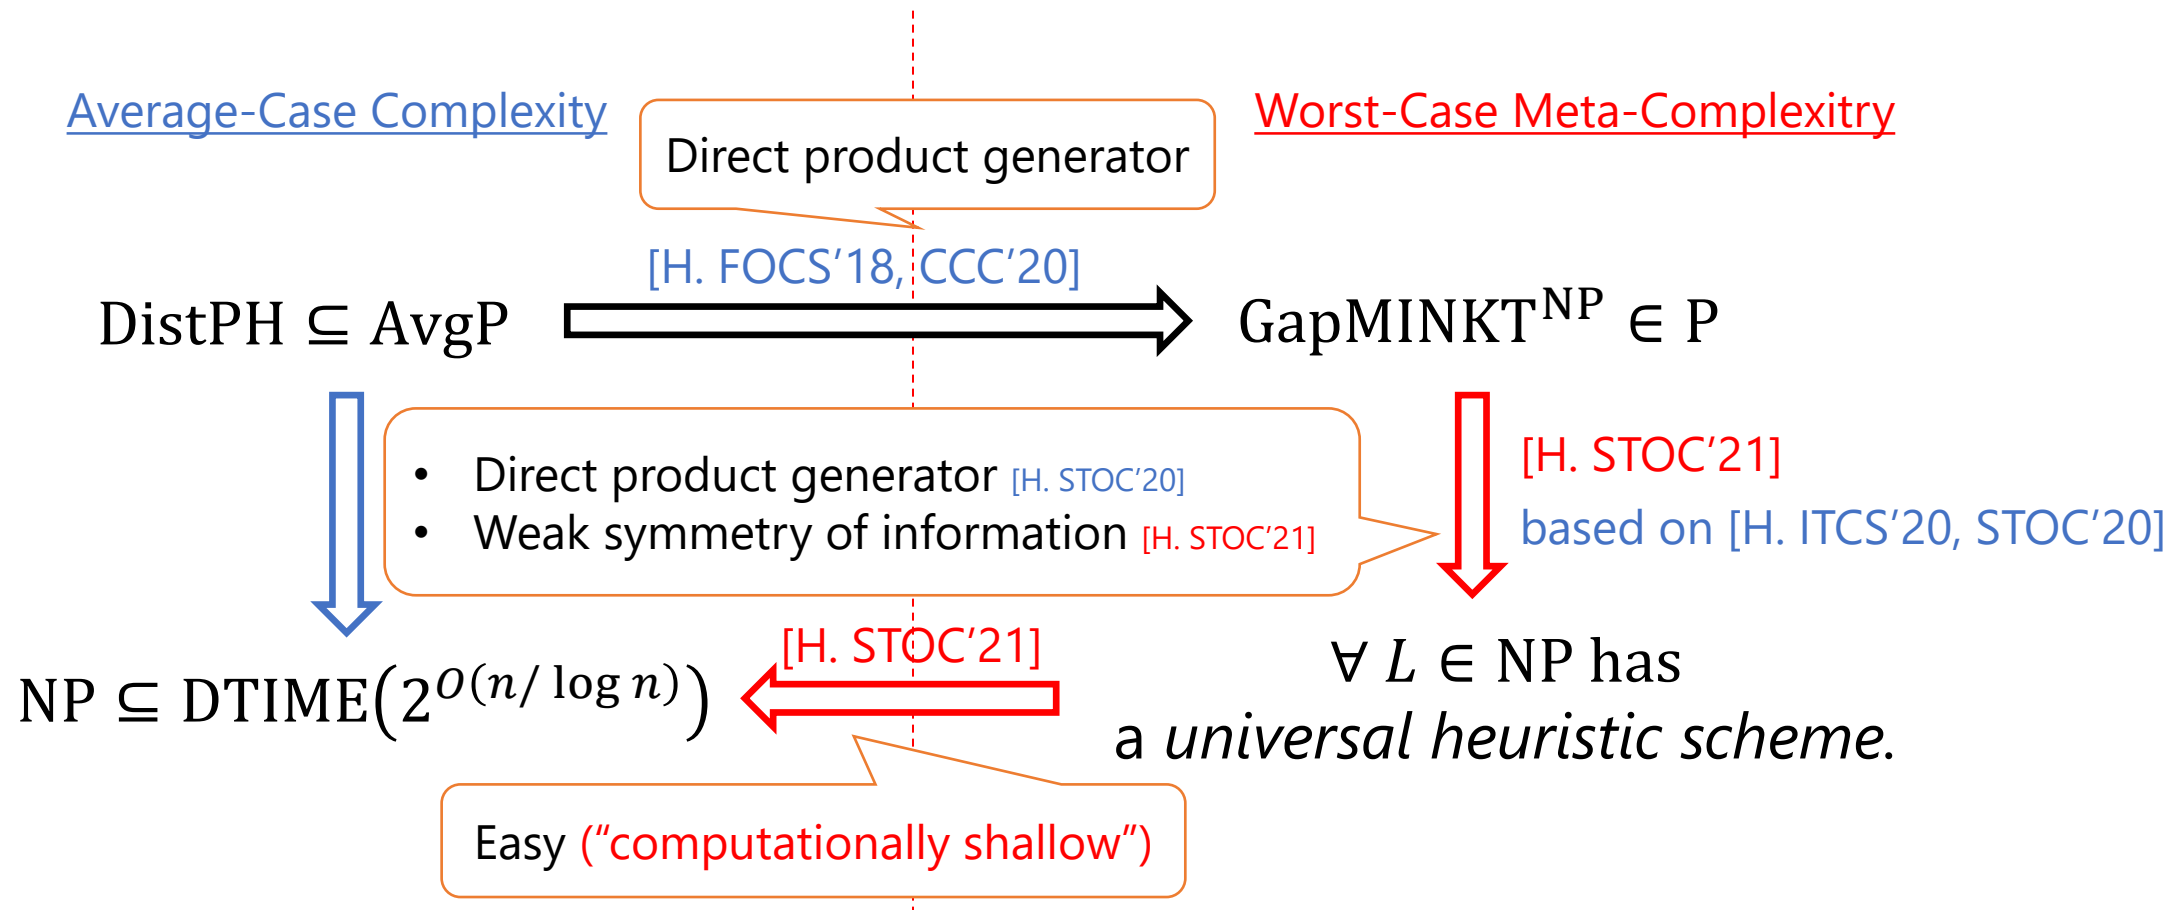 Average-Case Complexity
Worst-Case Meta-Complexitry
Direct product generator
[H. FOCS’18, CCC’20]
DistPH ⊆ AvgP
GapMINKT^NP ∈ P
• Direct product generator [H. STOC’20]
• Weak symmetry of information [H. STOC’21]
[H. STOC’21]
based on [H. ITCS’20, STOC’20]
[H. STOC’21]
NP ⊆ DTIME(2^O(n/ log n))
∀ L ∈ NP has
a universal heuristic scheme.
Easy (“computationally shallow”)